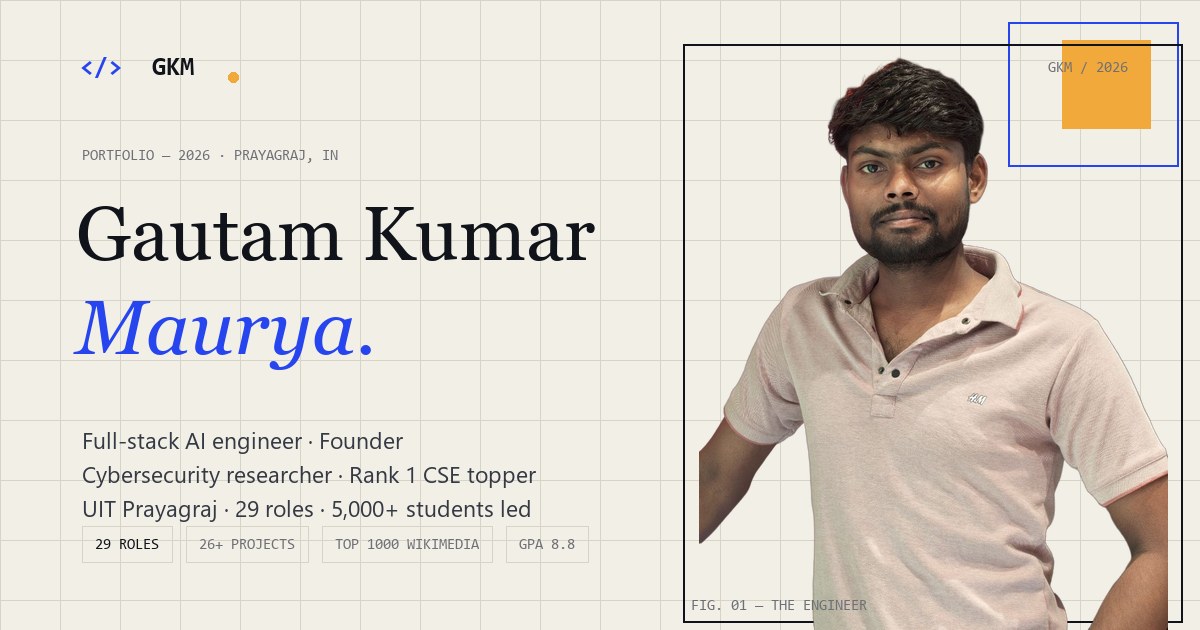 </> GKM
GKM / 2026
PORTFOLIO — 2026 · PRAYAGRAJ, IN
Gautam Kumar
Maurya.
Full-stack AI engineer · Founder
Cybersecurity researcher · Rank 1 CSE topper
UIT Prayagraj · 29 roles · 5,000+ students led
29 ROLES
26+ PROJECTS
TOP 1000 WIKIMEDIA
GPA 8.8
FIG. 01 — THE ENGINEER